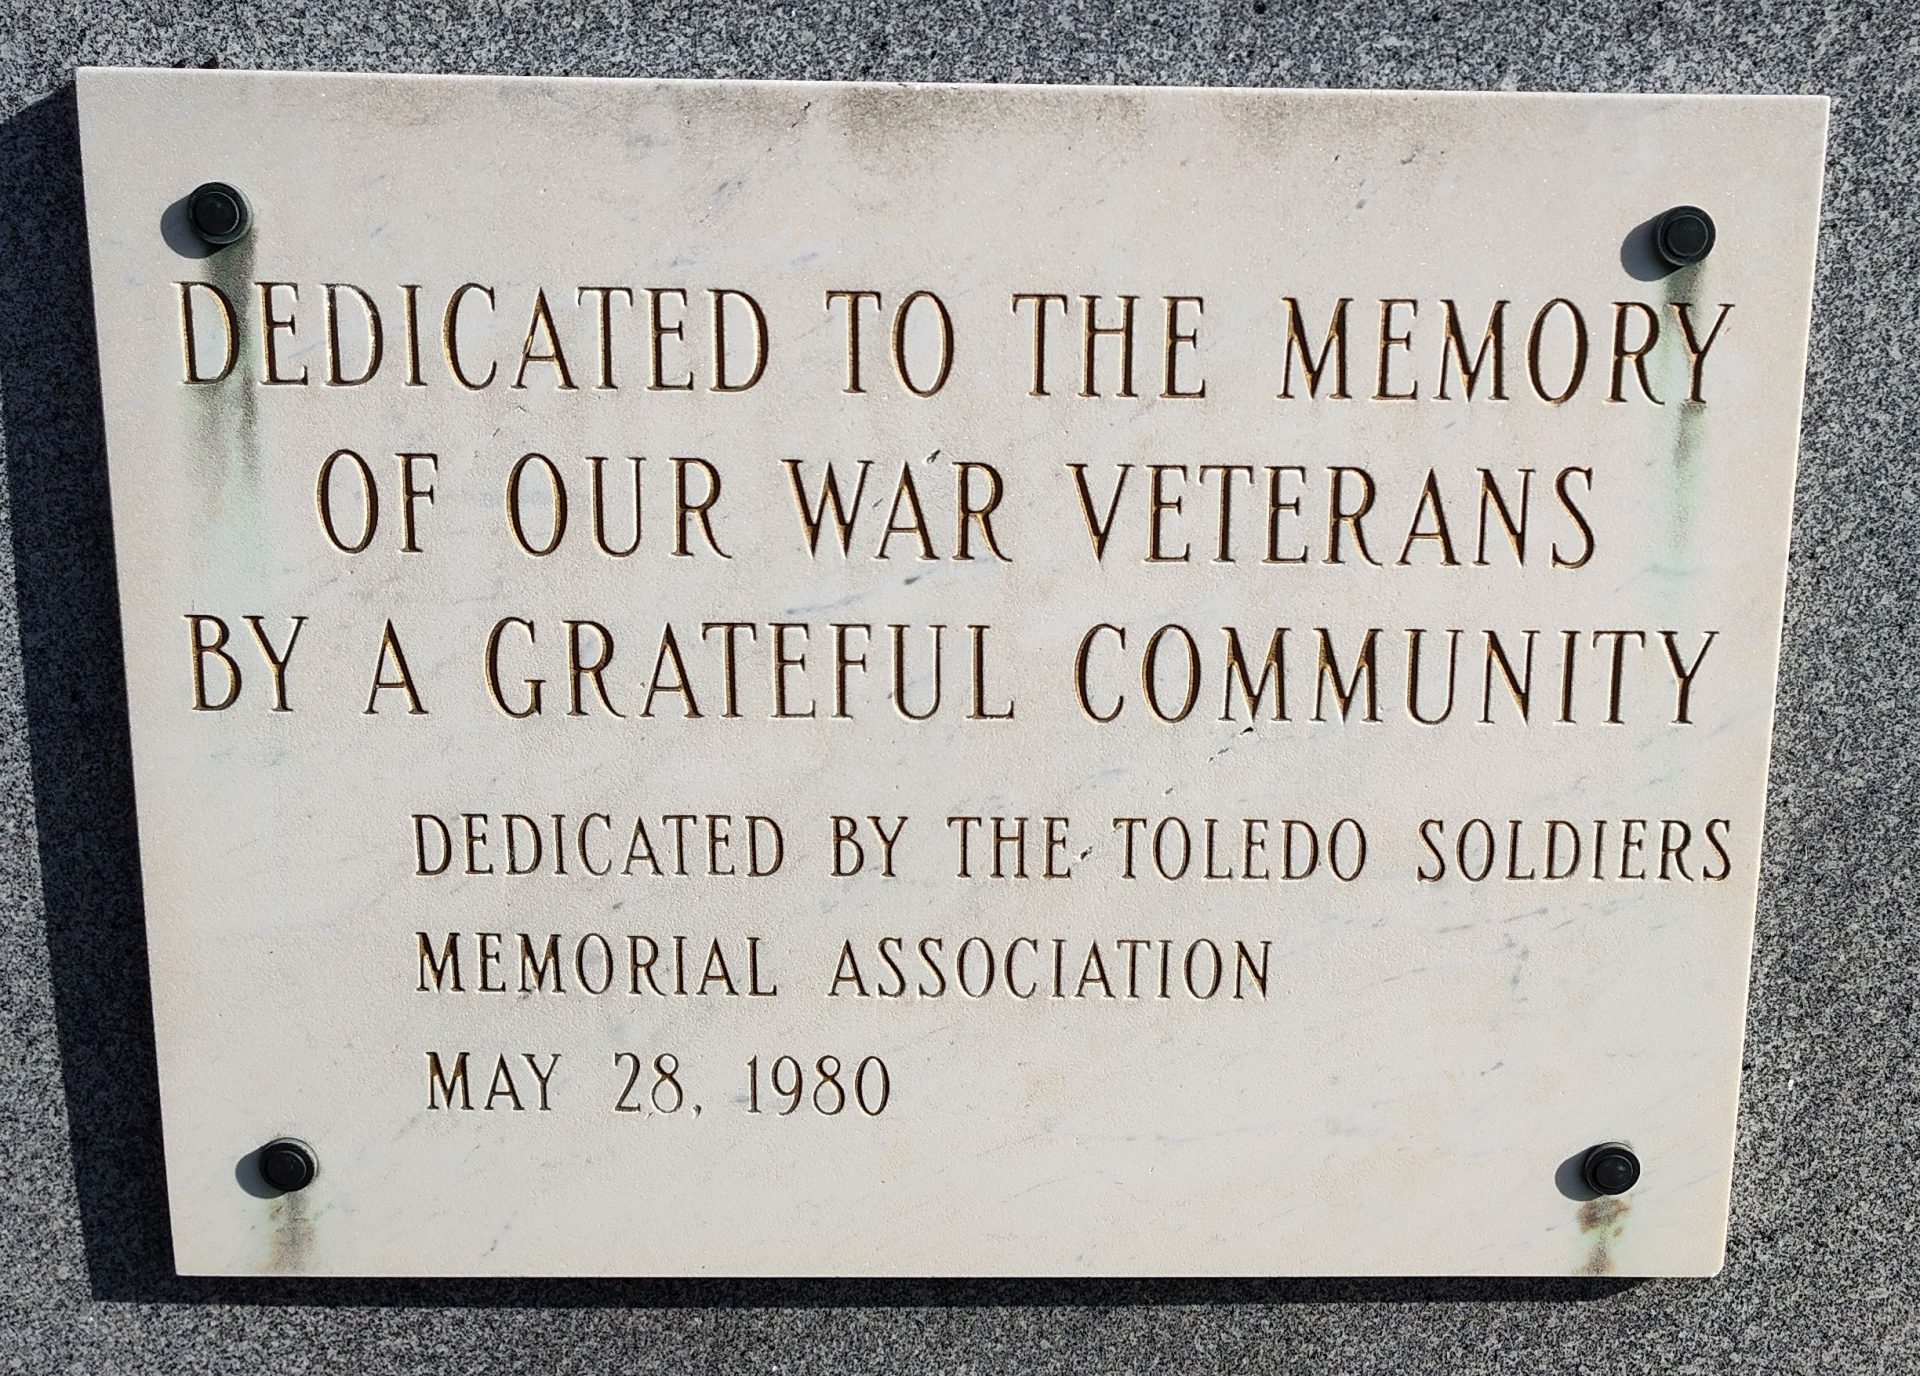 DEDICATED TO THE MEMORY
OF OUR WAR VETERANS
BY A GRATEFUL COMMUNITY
DEDICATED BY THE TOLEDO SOLDIERS
MEMORIAL ASSOCIATION
MAY 28, 1980